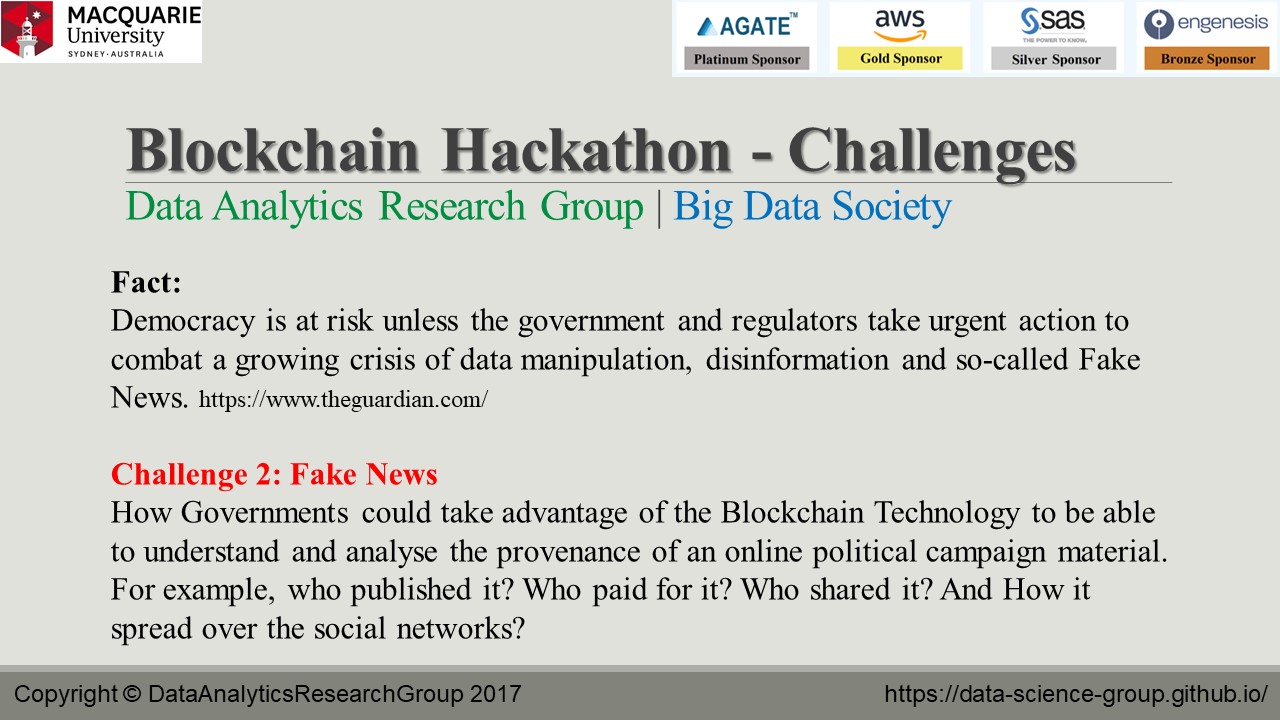 MACQUARIE
University
SYDNEY·AUSTRALIA
AGATE™
Platinum Sponsor
aws
Gold Sponsor
SSAS
THE POWER TO KNOW.
Silver Sponsor
engenesis
Bronze Sponsor
Blockchain Hackathon - Challenges
Data Analytics Research Group | Big Data Society
Fact:
Democracy is at risk unless the government and regulators take urgent action to
combat a growing crisis of data manipulation, disinformation and so-called Fake
News. https://www.theguardian.com/
Challenge 2: Fake News
How Governments could take advantage of the Blockchain Technology to be able
to understand and analyse the provenance of an online political campaign material.
For example, who published it? Who paid for it? Who shared it? And How it
spread over the social networks?
Copyright © DataAnalyticsResearchGroup 2017
https://data-science-group.github.io/